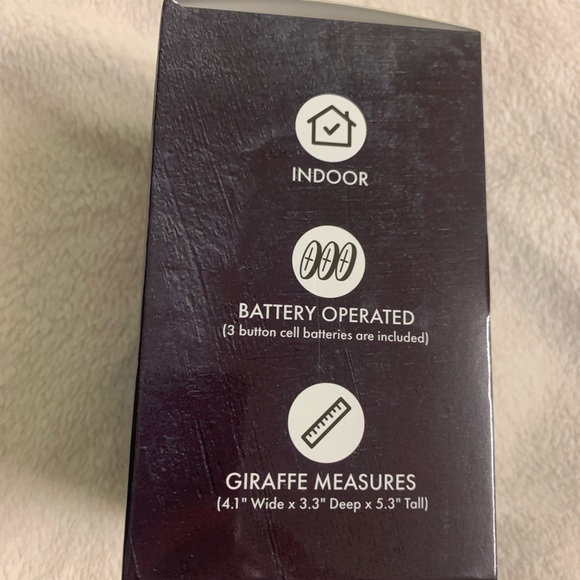 INDOOR
BATTERY OPERATED
(3 button cell batteries are included)
GIRAFFE MEASURES
(4.1" Wide x 3.3" Deep x 5.3" Tall)